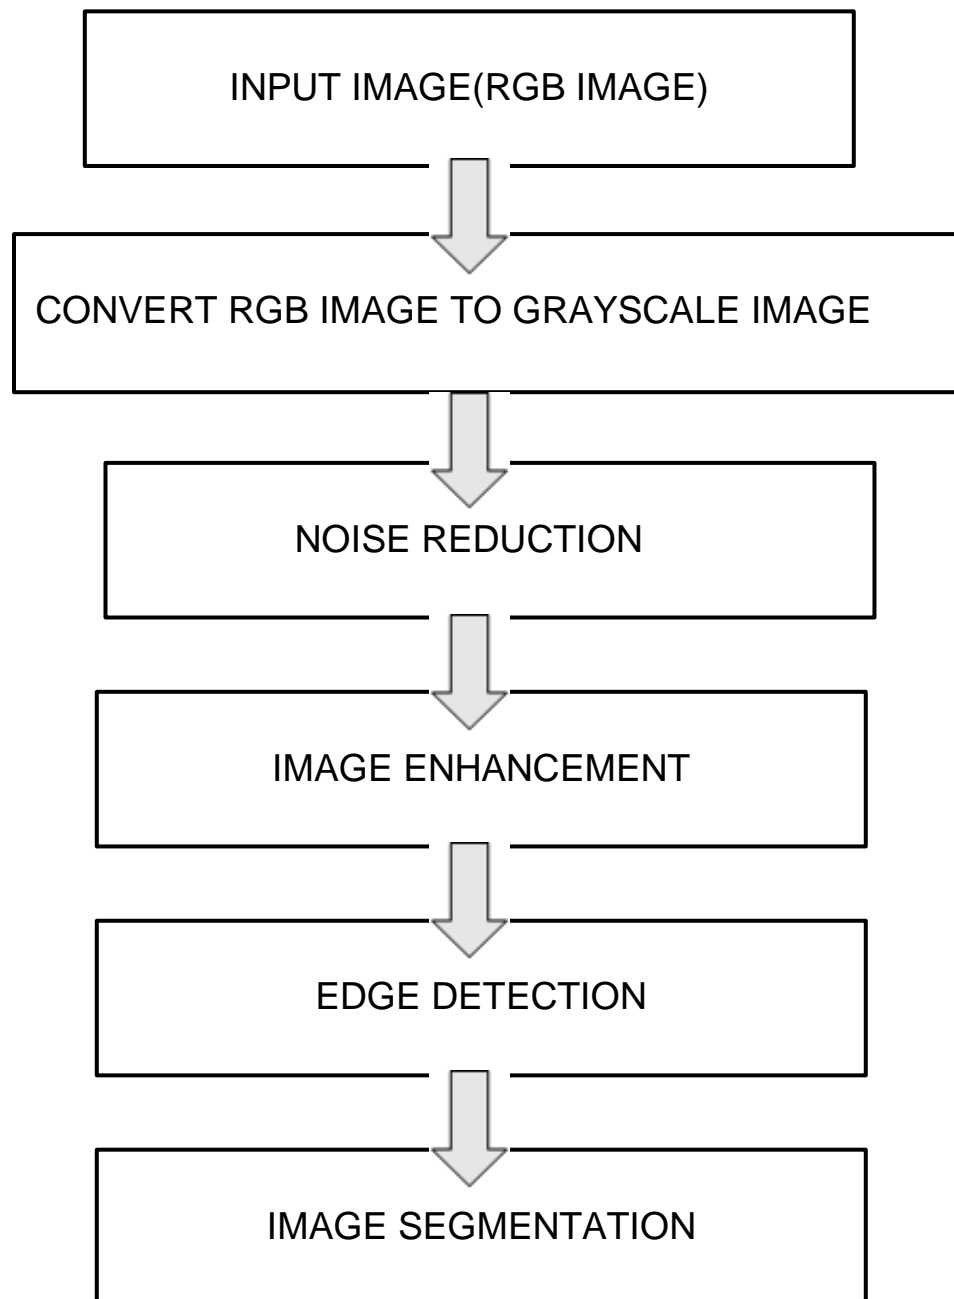 INPUT IMAGE(RGB IMAGE)
CONVERT RGB IMAGE TO GRAYSCALE IMAGE
NOISE REDUCTION
IMAGE ENHANCEMENT
EDGE DETECTION
IMAGE SEGMENTATION